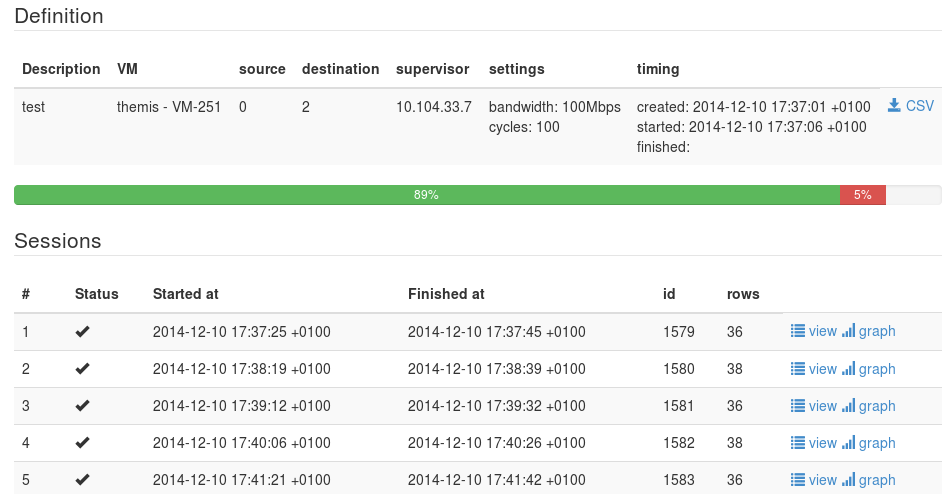 Definition
Description VM source destination supervisor settings timing
test themis - VM-251 0 2 10.104.33.7 bandwidth: 100Mbps created: 2014-12-10 17:37:01 +0100 CSV
cycles: 100 started: 2014-12-10 17:37:06 +0100
finished:
89% 5%
Sessions
# Status Started at Finished at id rows
1 2014-12-10 17:37:25 +0100 2014-12-10 17:37:45 +0100 1579 36 view graph
2 2014-12-10 17:38:19 +0100 2014-12-10 17:38:39 +0100 1580 38 view graph
3 2014-12-10 17:39:12 +0100 2014-12-10 17:39:32 +0100 1581 36 view graph
4 2014-12-10 17:40:06 +0100 2014-12-10 17:40:26 +0100 1582 38 view graph
5 2014-12-10 17:41:21 +0100 2014-12-10 17:41:42 +0100 1583 36 view graph